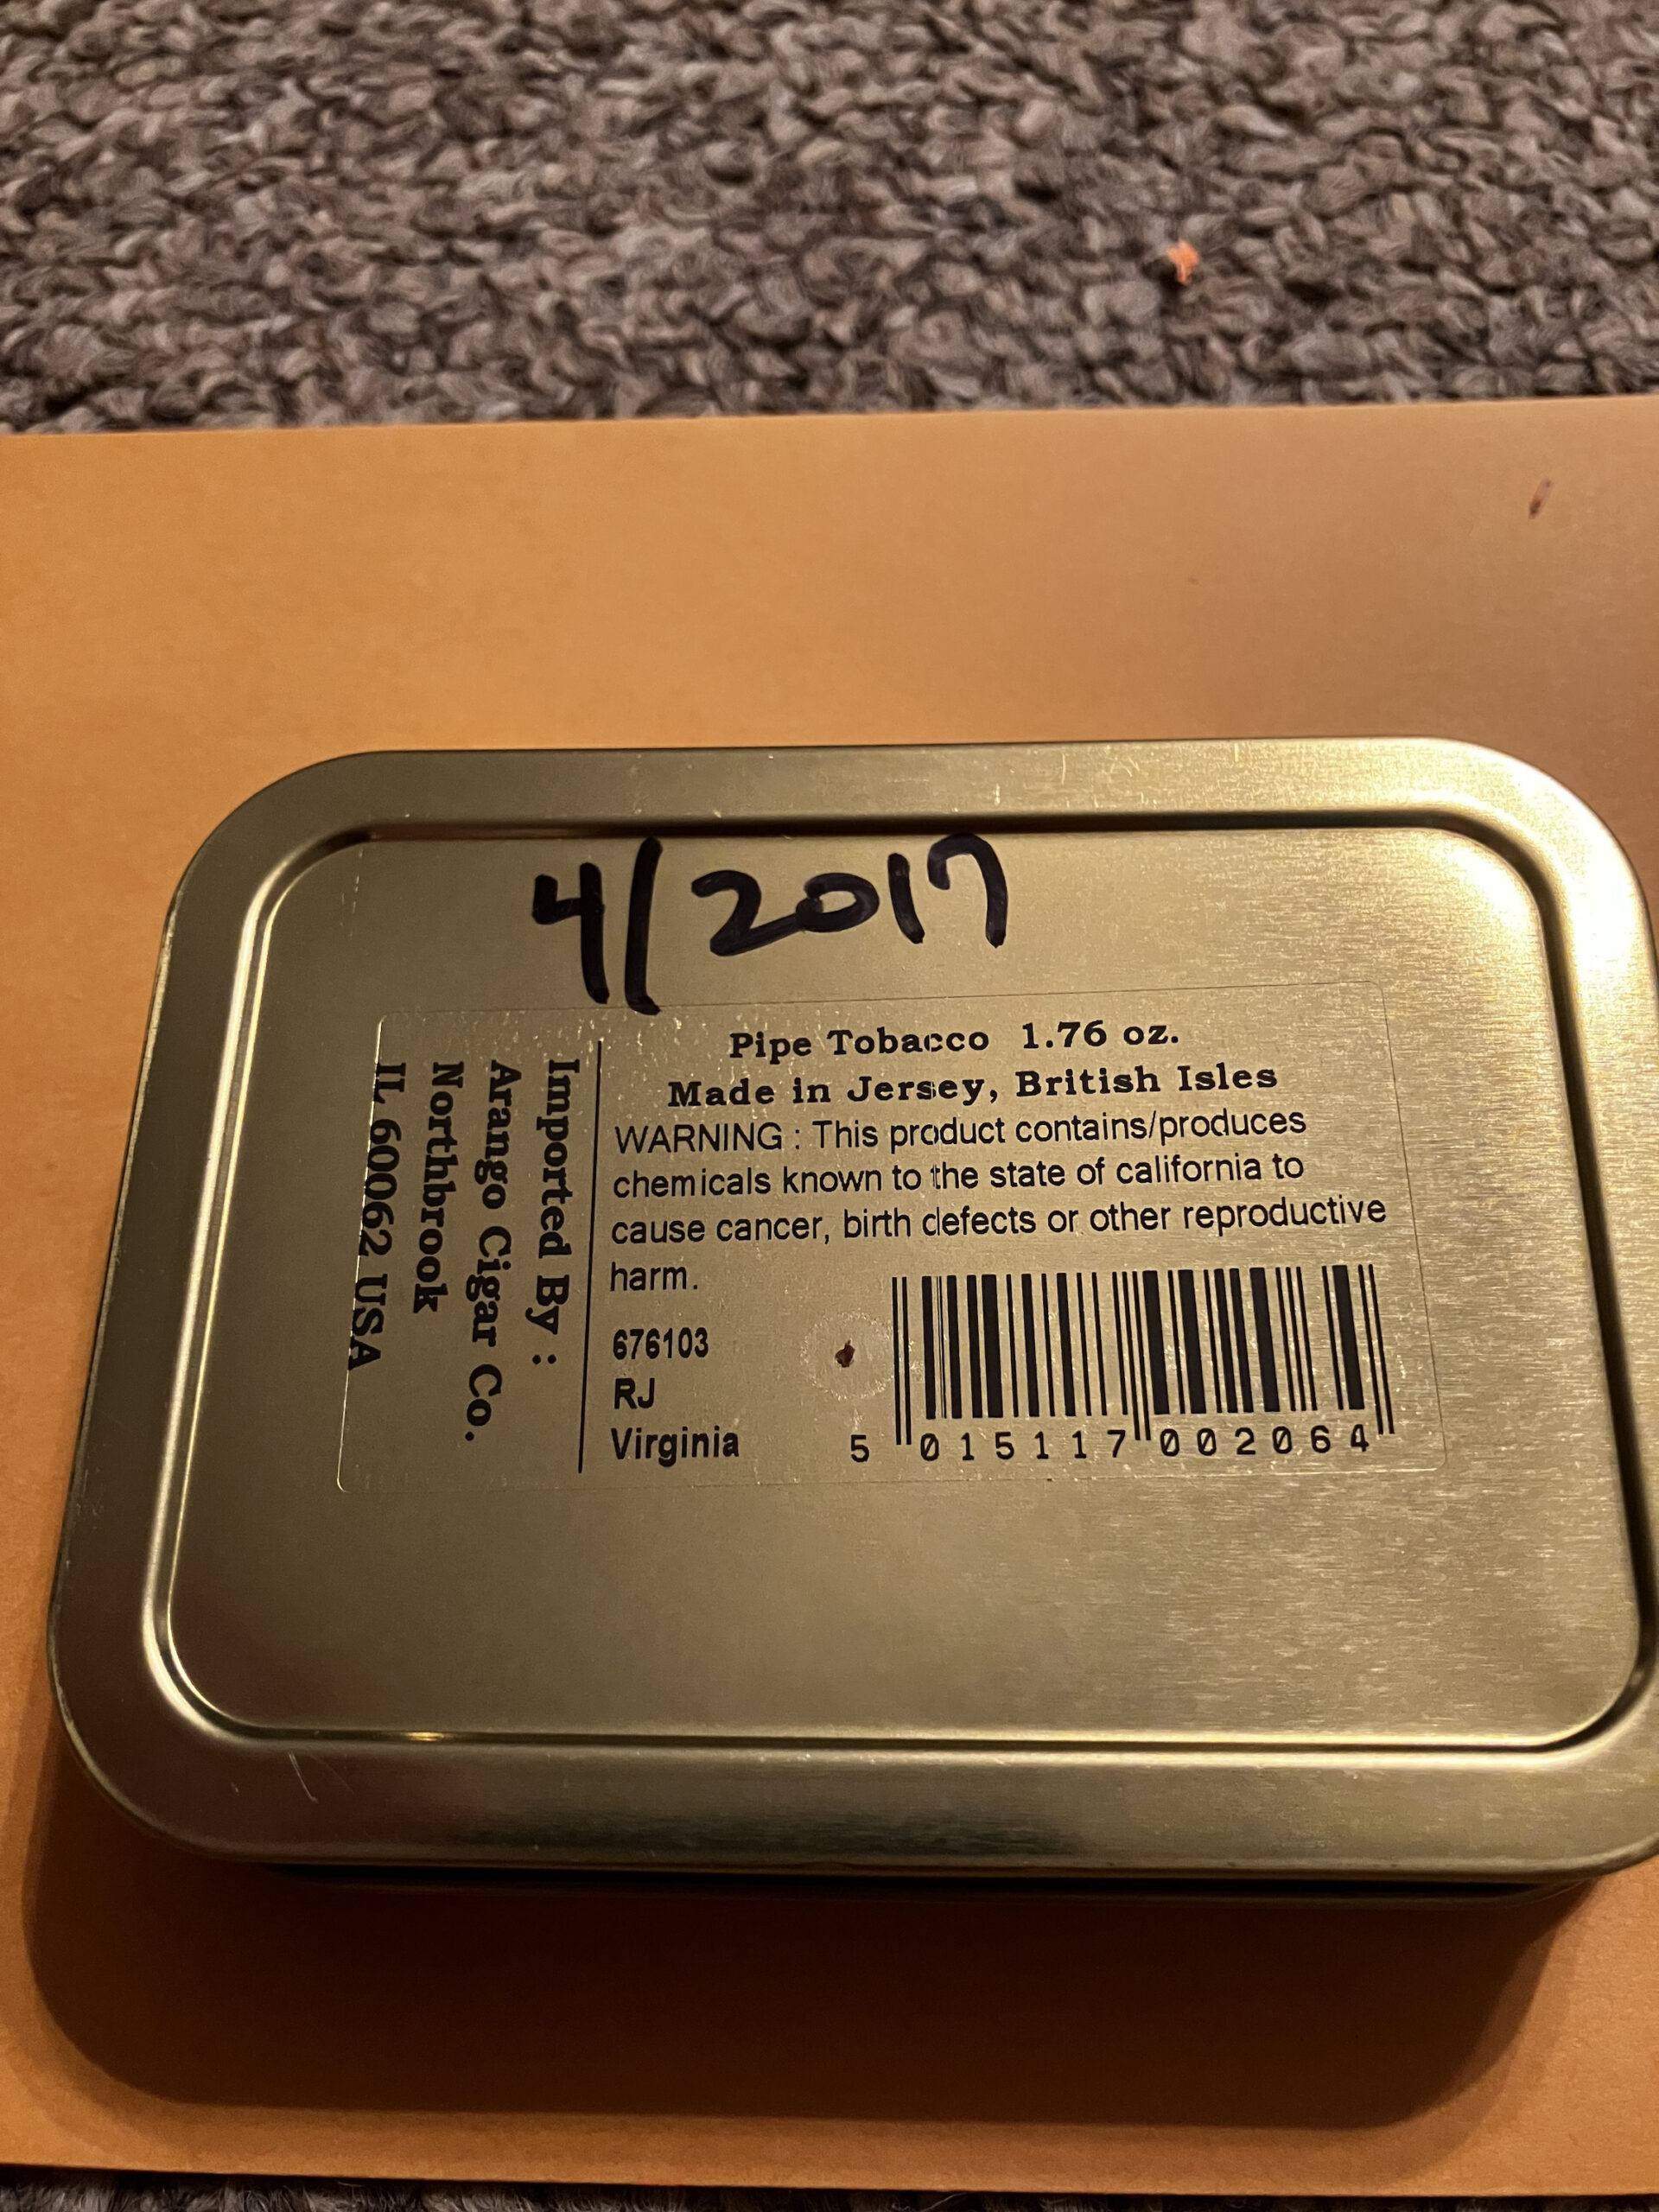 4/2017
Pipe Tobacco 1.76 oz.
Made in Jersey, British Isles
WARNING : This product contains/produces
chemicals known to the state of california to
cause cancer, birth defects or other reproductive
harm.
676103
RJ
Virginia
5 015117 002064
Imported By :
Arango Cigar Co.
Northbrook
IL 60062 USA